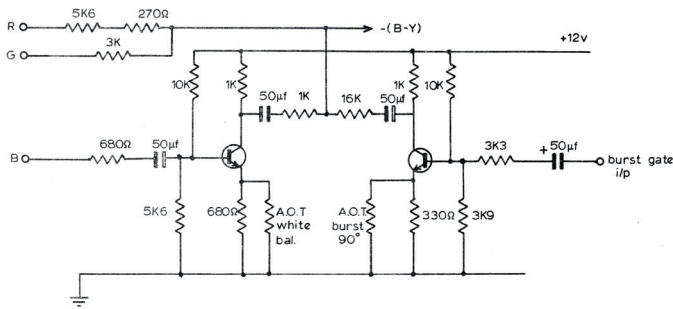 R 5K6 270Ω -(B-Y)
G 3K
+12v
10K 1K 1K 10K
50µf 1K 16K 50µf
B 680Ω 50µf
3K3 + 50µf burst gate
i/p
5K6 680Ω A.O.T
white
bal.
A.O.T
burst
90°
330Ω 3K9